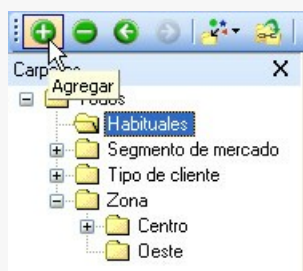 Agregar
Habituales
Segmento de mercado
Tipo de cliente
Zona
Centro
Oeste